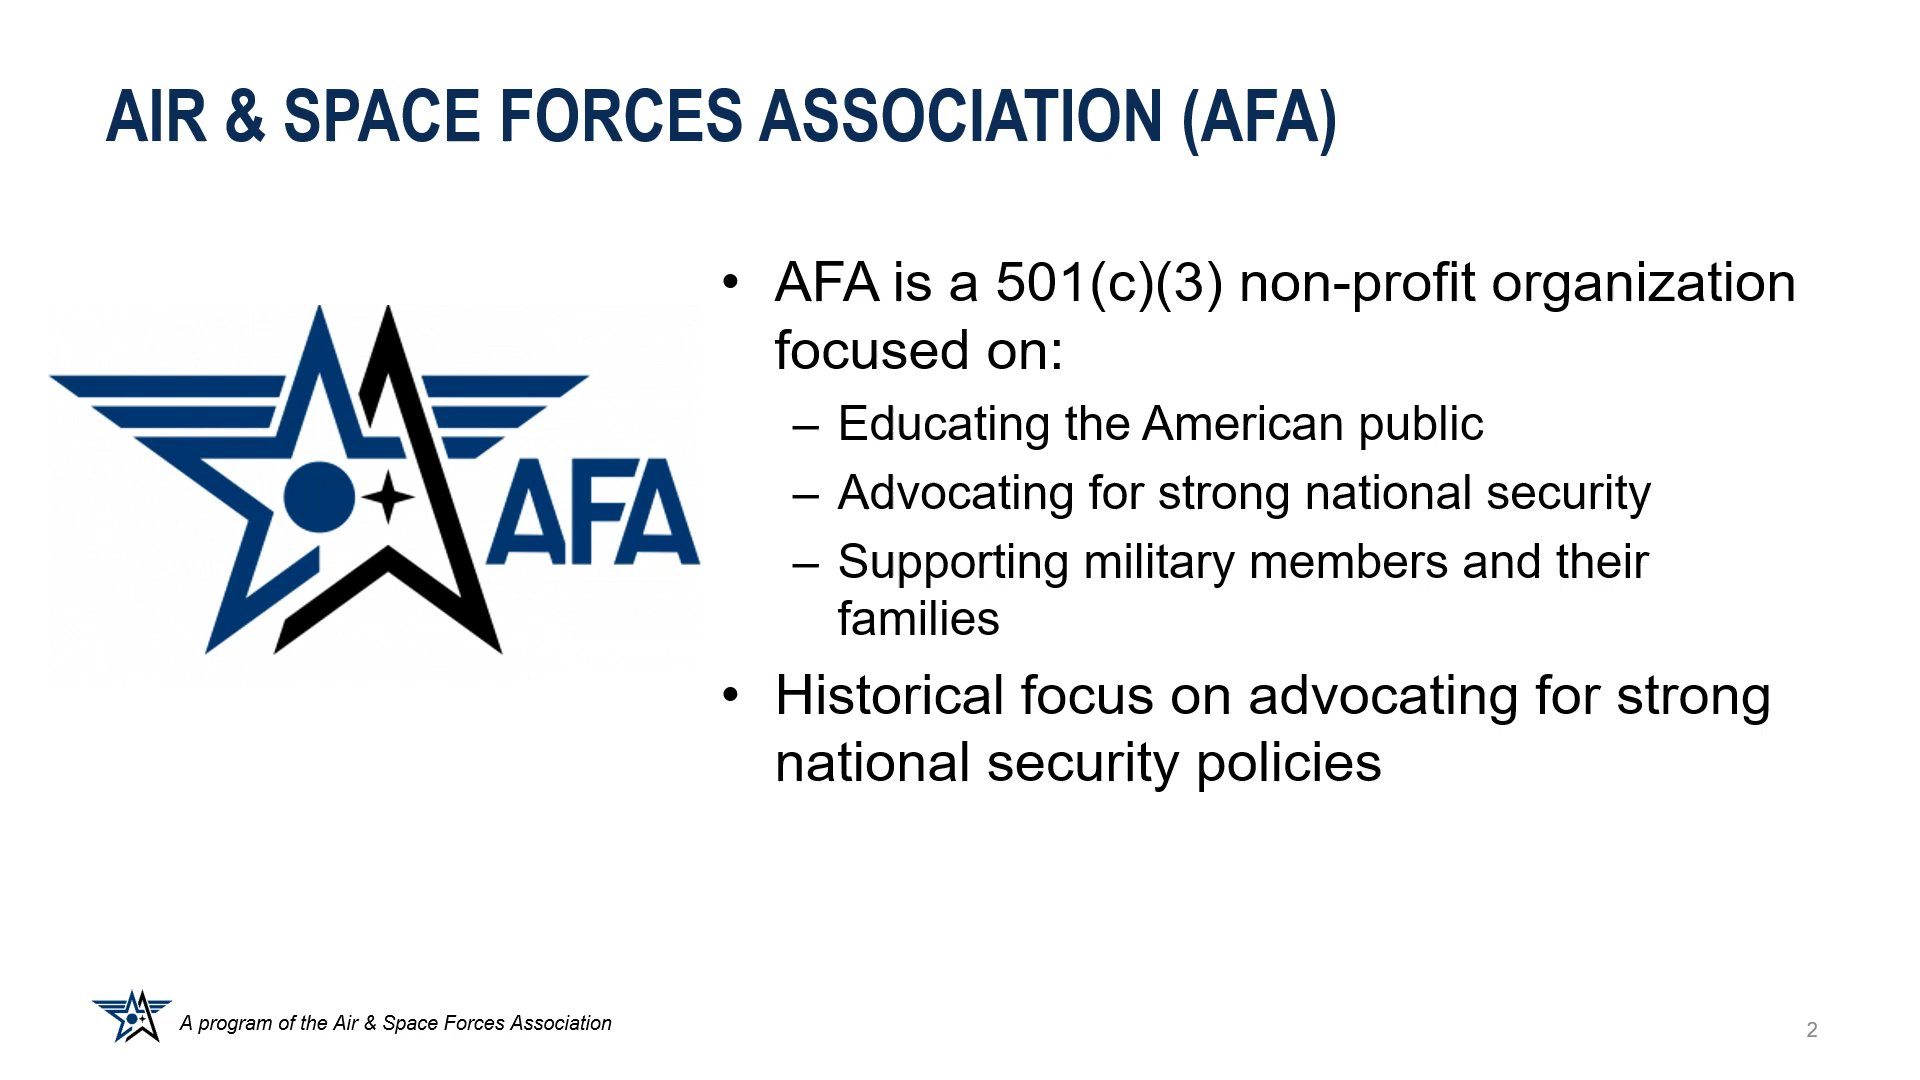 AIR & SPACE FORCES ASSOCIATION (AFA)
AFA
• AFA is a 501(c)(3) non-profit organization
focused on:
– Educating the American public
– Advocating for strong national security
– Supporting military members and their
families
• Historical focus on advocating for strong
national security policies
A program of the Air & Space Forces Association
2